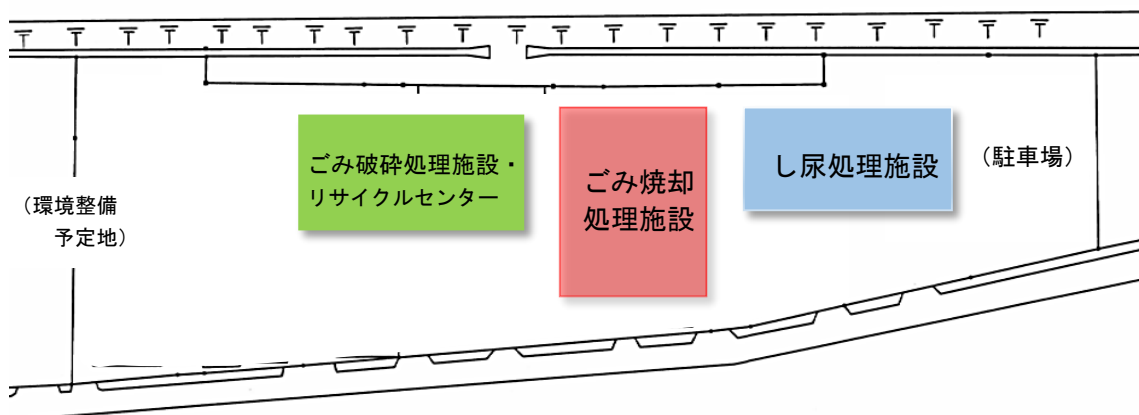 ごみ破砕処理施設・
リサイクルセンター
ごみ焼却
処理施設
し尿処理施設
(駐車場)
(環境整備
予定地)